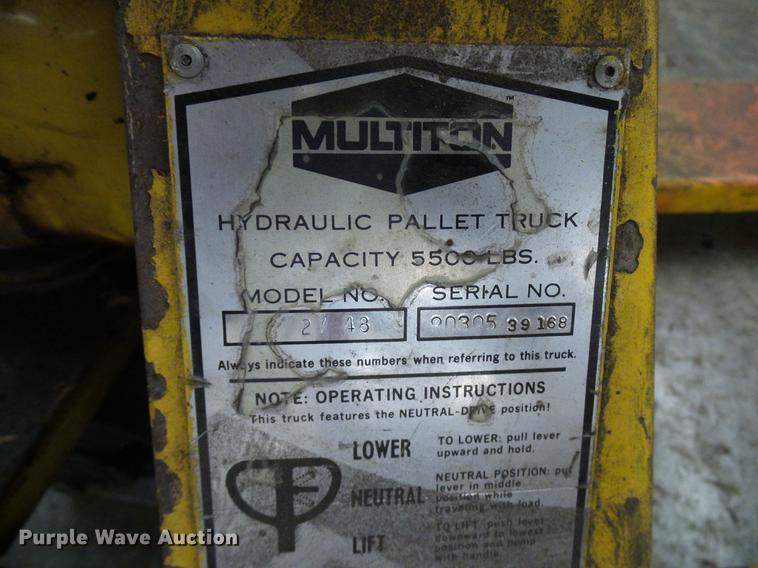 MULTITON
™
HYDRAULIC PALLET TRUCK
CAPACITY 5500 LBS.
MODEL NO. SERIAL NO.
48 90305 39168
Always indicate these numbers when referring to this truck.
NOTE: OPERATING INSTRUCTIONS
This truck features the NEUTRAL-DRIVE position!
LOWER
TO LOWER: pull lever
upward and hold.
NEUTRAL
NEUTRAL POSITION: put
lever in middle
position while
traveling with load.
LIFT
TO LIFT: push lever
downward to lowest
position and pump
with handle.
Purple Wave Auction